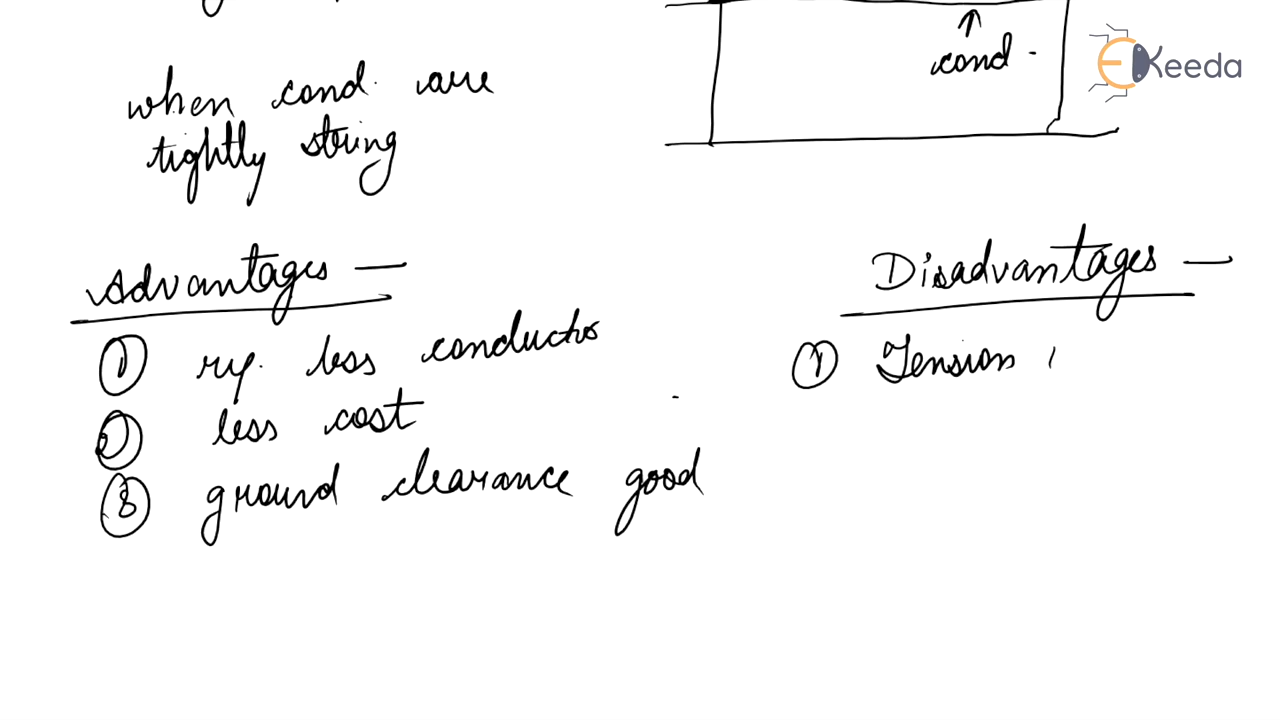 cond.
Keeda
when cond. are
tightly string
Advantages —
① rq. less conductor
② less cost
③ ground clearance good
Disadvantages —
① Tension